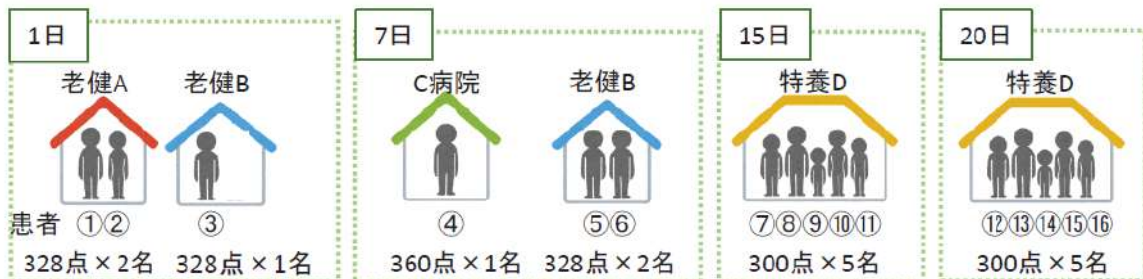 1日
老健A 老健B
患者 ①② ③
328点×2名 328点×1名
7日
C病院 老健B
④ ⑤⑥
360点×1名 328点×2名
15日
特養D
⑦⑧⑨⑩⑪
300点×5名
20日
特養D
⑫⑬⑭⑮⑯
300点×5名